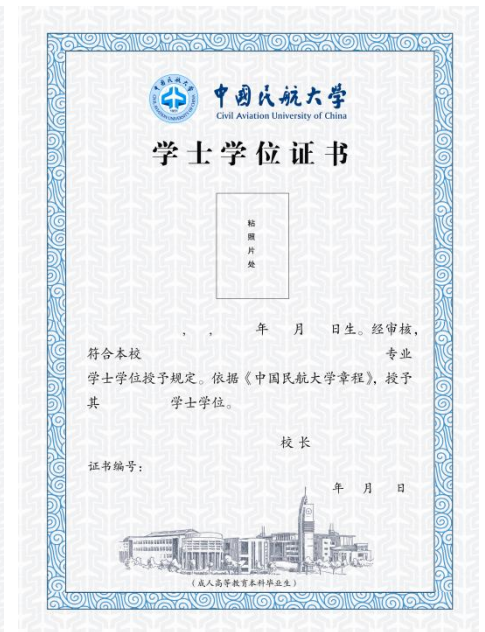 中国民航大学
Civil Aviation University of China
学士学位证书
粘
照
片
处
， ， 年 月 日生。经审核，
符合本校 专业
学士学位授予规定。依据《中国民航大学章程》，授予
其 学士学位。
校长
证书编号：
年 月 日
（成人高等教育本科毕业生）